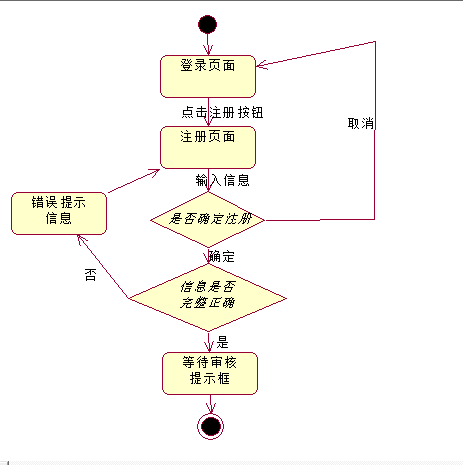 登录页面
点击注册按钮
取消
注册页面
输入信息
错误提示
信息
是否确定注册
确定
否
信息是否
完整正确
是
等待审核
提示框